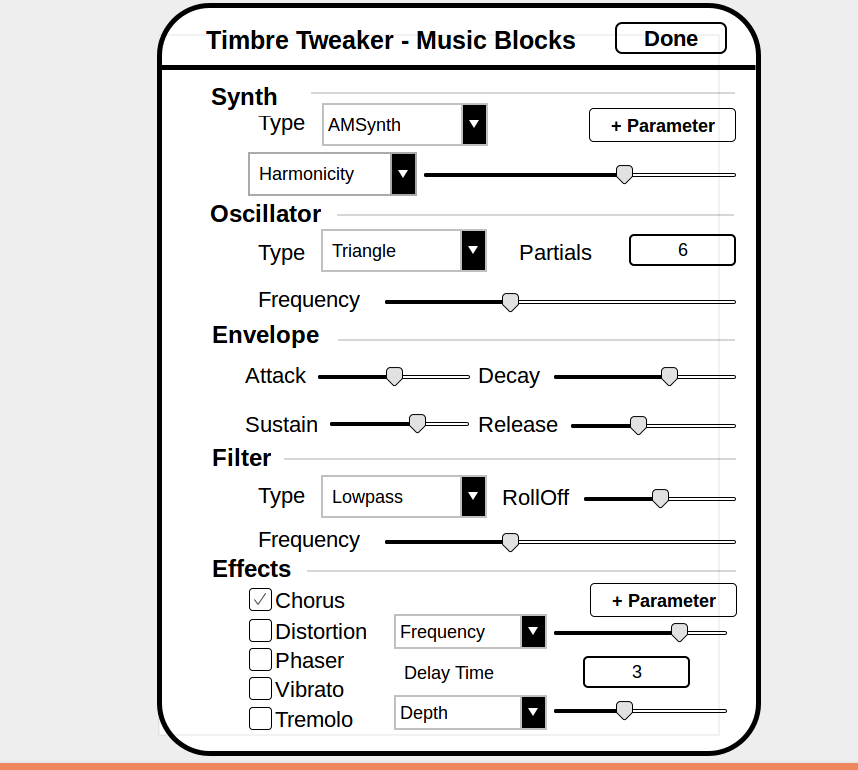 Timbre Tweaker - Music Blocks Done
Synth
Type AMSynth + Parameter
Harmonicity
Oscillator
Type Triangle Partials 6
Frequency
Envelope
Attack Decay
Sustain Release
Filter
Type Lowpass RollOff
Frequency
Effects
Chorus + Parameter
Distortion Frequency
Phaser Delay Time 3
Vibrato
Tremolo Depth